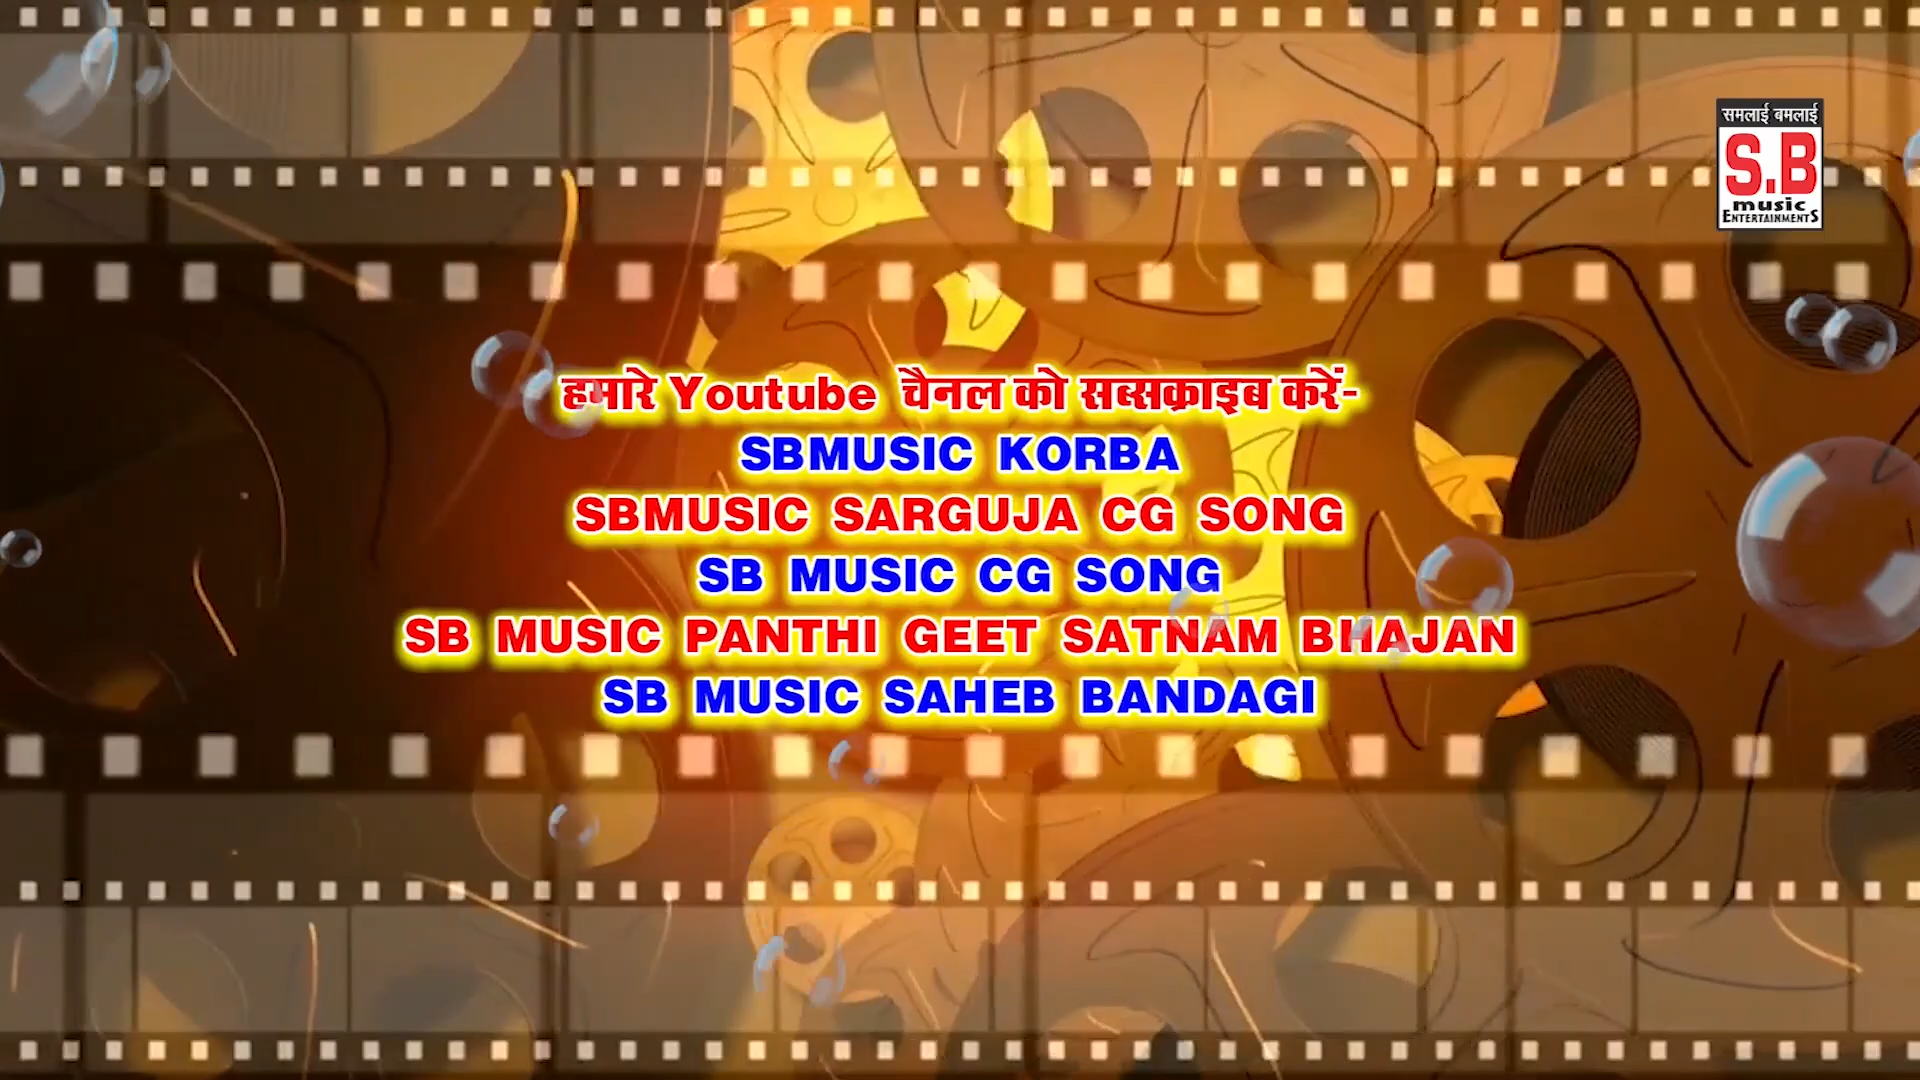 समलाई बमलाई
S.B
music
ENTERTAINMENTS
हमारे Youtube चैनल को सब्सक्राइब करें-
SBMUSIC KORBA
SBMUSIC SARGUJA CG SONG
SB MUSIC CG SONG
SB MUSIC PANTHI GEET SATNAM BHAJAN
SB MUSIC SAHEB BANDAGI